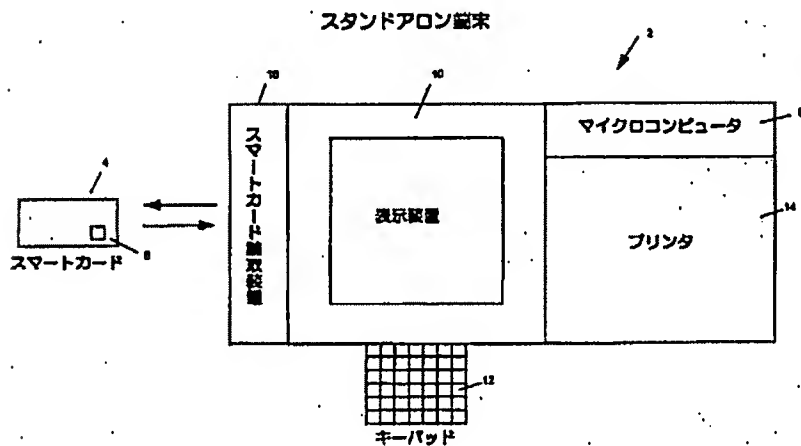 スタンドアロン端末
2
10
マイクロコンピュータ
スマートカード読取装置
4
表示装置
14
プリンタ
スマートカード
12
キーパッド